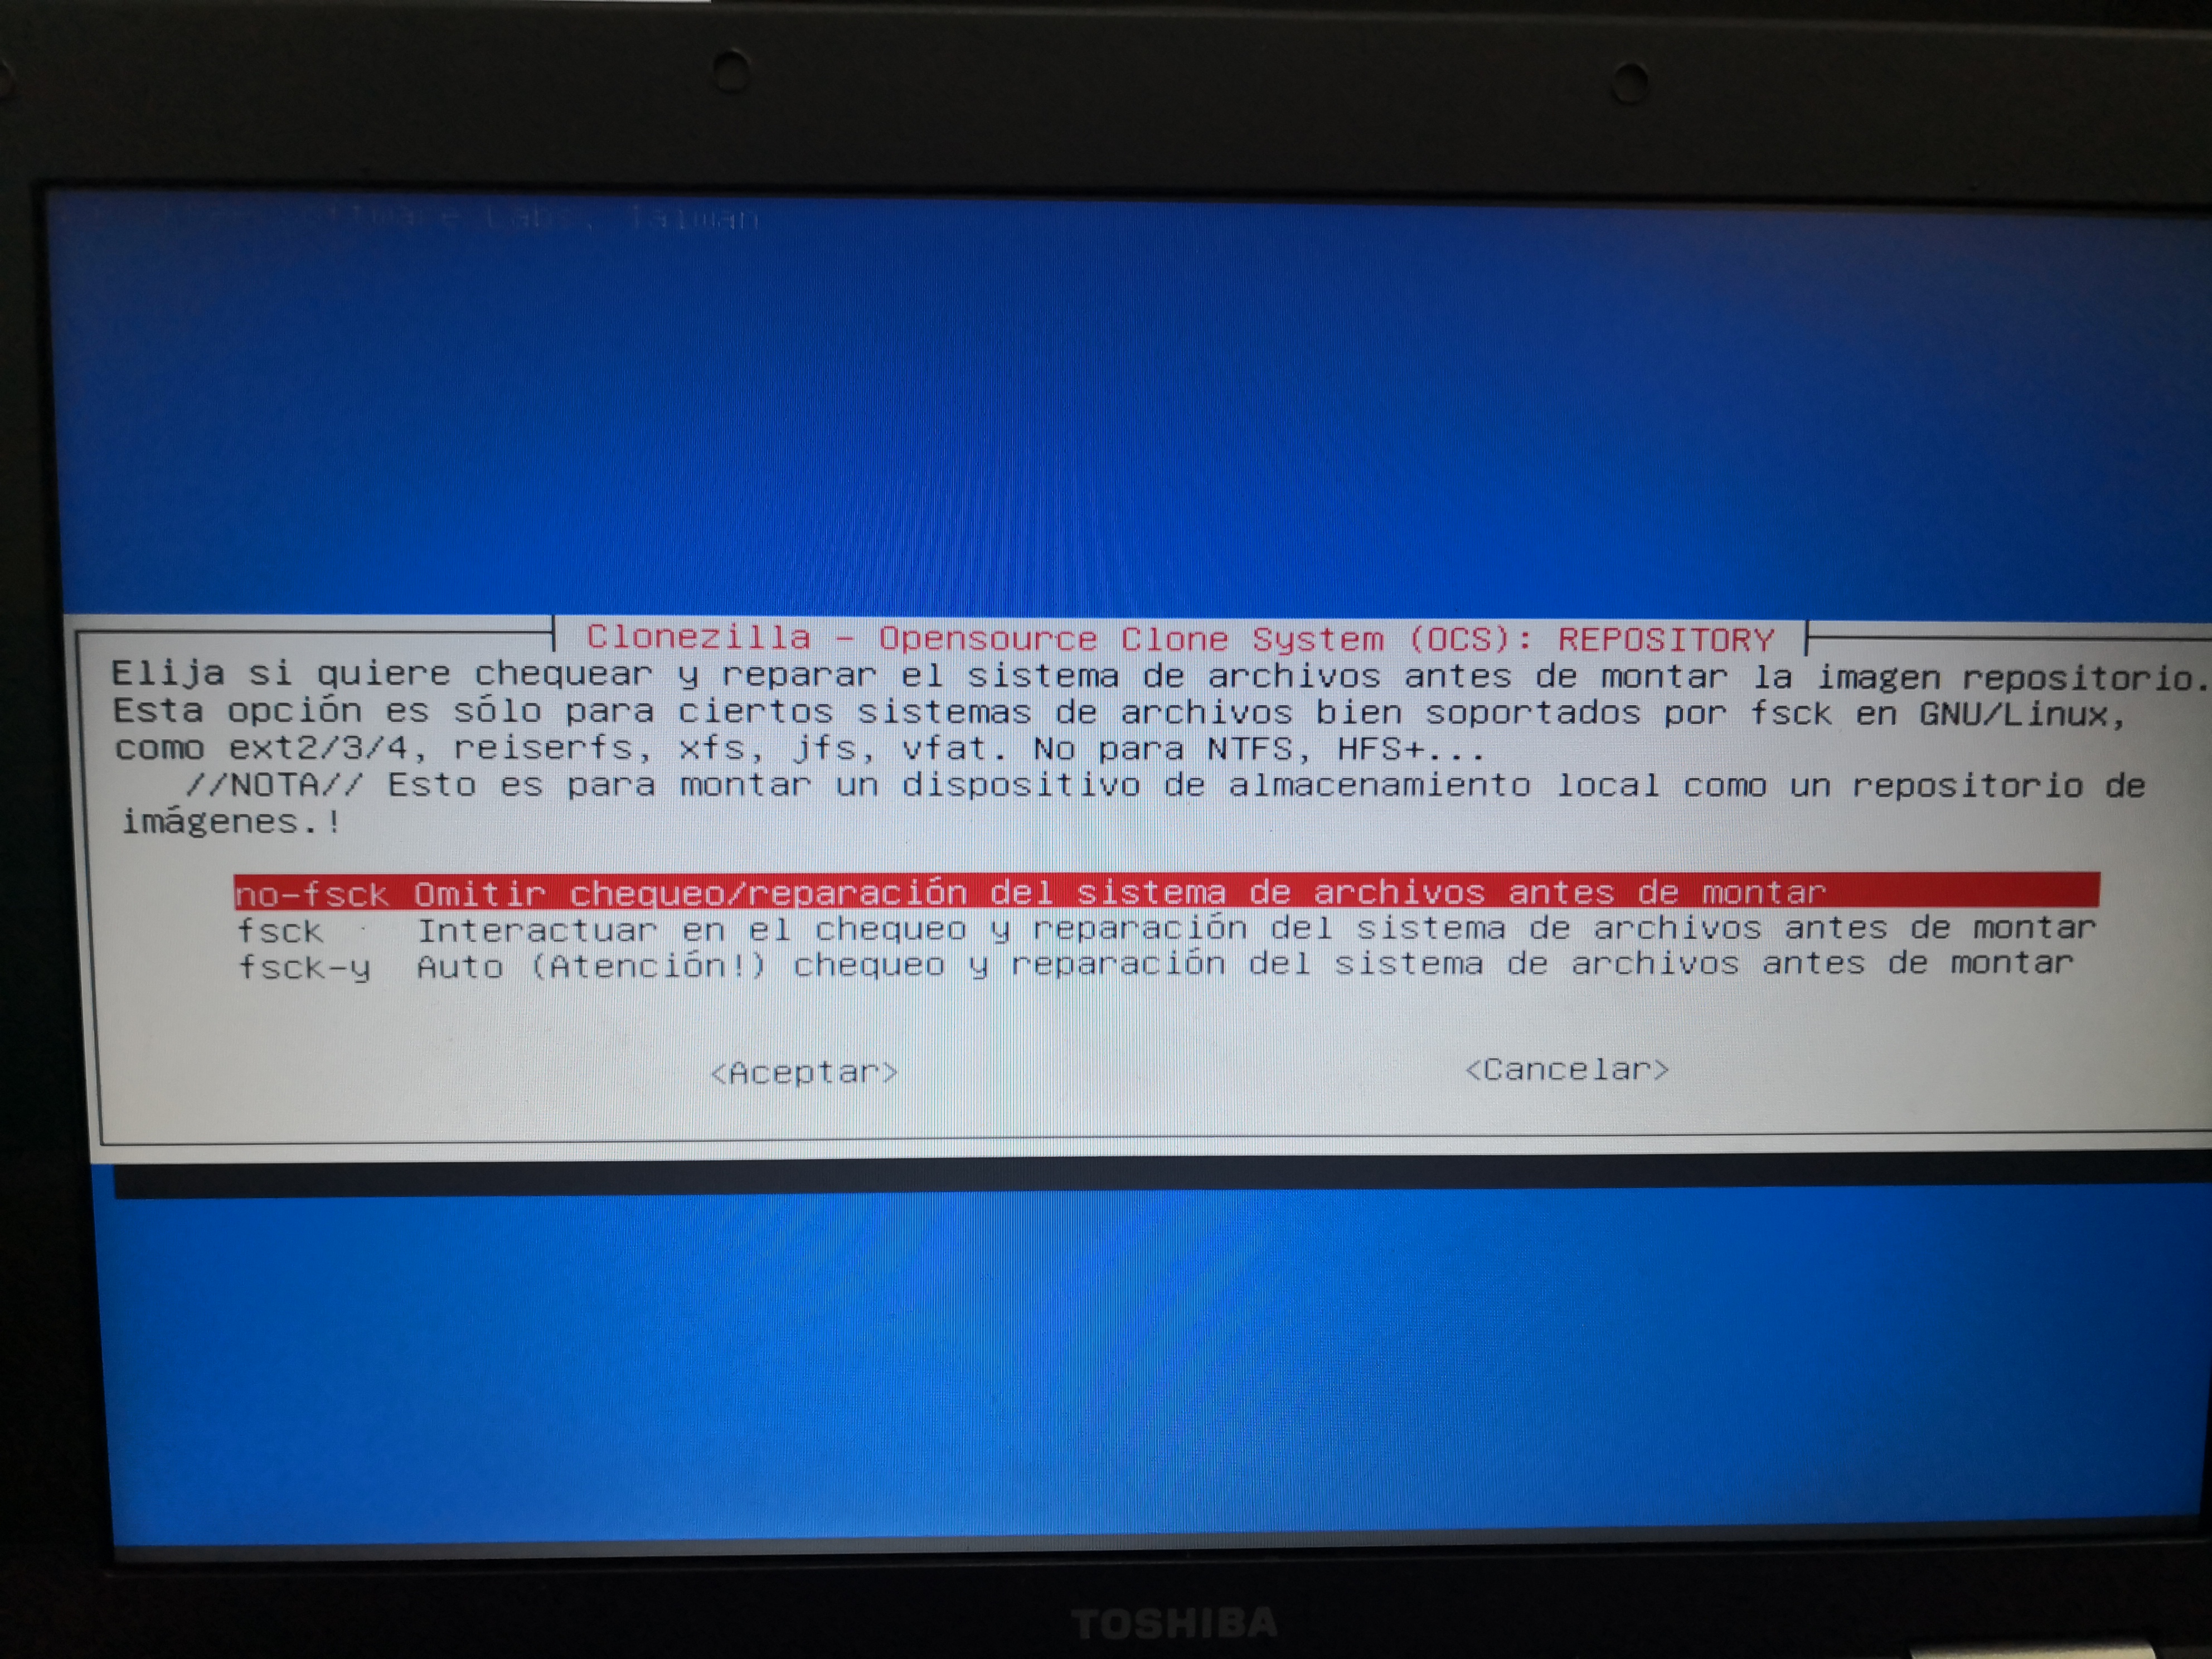 Software Labs, Taiwan
Clonezilla - Opensource Clone System (OCS): REPOSITORY
Elija si quiere chequear y reparar el sistema de archivos antes de montar la imagen repositorio.
Esta opción es sólo para ciertos sistemas de archivos bien soportados por fsck en GNU/Linux,
como ext2/3/4, reiserfs, xfs, jfs, vfat. No para NTFS, HFS+...
//NOTA// Esto es para montar un dispositivo de almacenamiento local como un repositorio de
imágenes.!
no-fsck Omitir chequeo/reparación del sistema de archivos antes de montar
fsck Interactuar en el chequeo y reparación del sistema de archivos antes de montar
fsck-y Auto (Atención!) chequeo y reparación del sistema de archivos antes de montar
<Aceptar> <Cancelar>
TOSHIBA